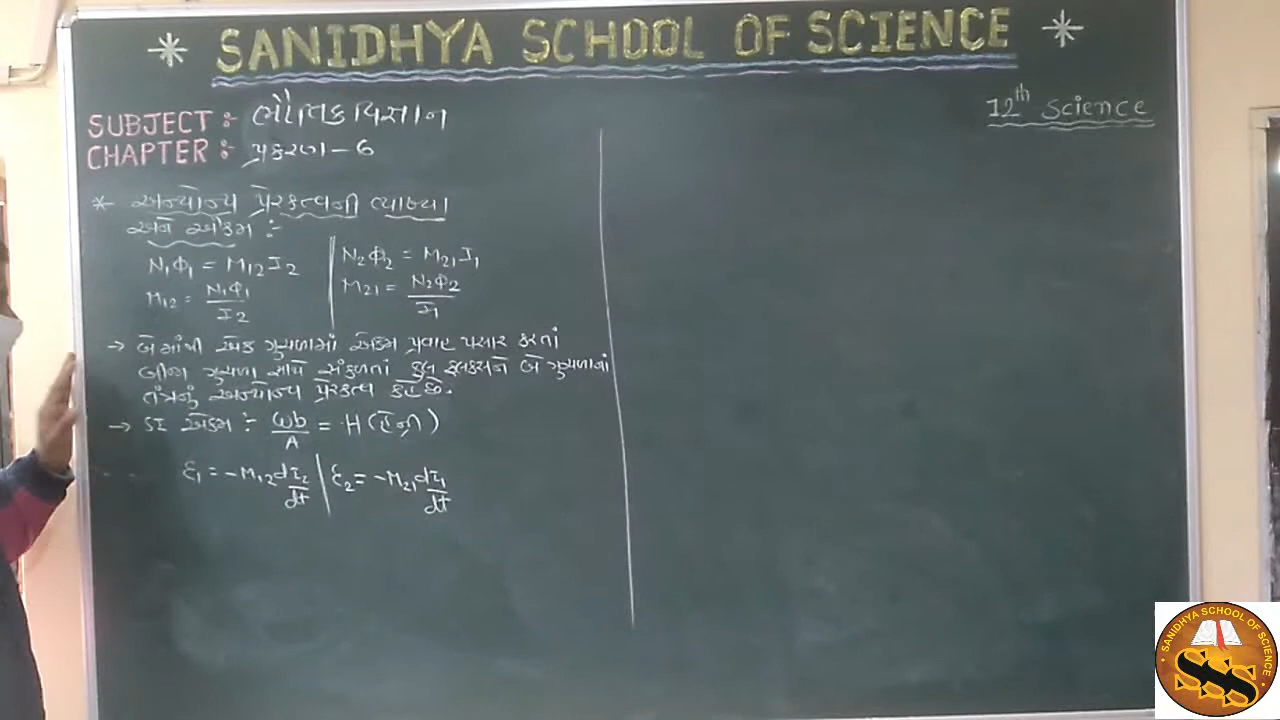 * SANIDHYA SCHOOL OF SCIENCE *
12th Science
SUBJECT :- ભૌતિક વિજ્ઞાન
CHAPTER :- પ્રકરણ - 6
* અન્યોન્ય પ્રેરકત્વની વ્યાખ્યા
અને એકમ :-
N₁Φ₁ = M₁₂I₂
M₁₂ = N₁Φ₁/I₂
N₂Φ₂ = M₂₁I₁
M₂₁ = N₂Φ₂/I₁
→ બે માંથી એક ગુચળામાં એકમ પ્રવાહ પસાર કરતાં
બીજા ગુચળા સાથે સંકળાતાં કુલ ફ્લક્સને બે ગુચળાનાં
તંત્રનું અન્યોન્ય પ્રેરકત્વ કહે છે.
→ SI એકમ :- wb/A = H (હેન્રી)
ε₁ = -M₁₂ dI₂/dt | ε₂ = -M₂₁ dI₁/dt
SANIDHYA SCHOOL OF SCIENCE
SSS